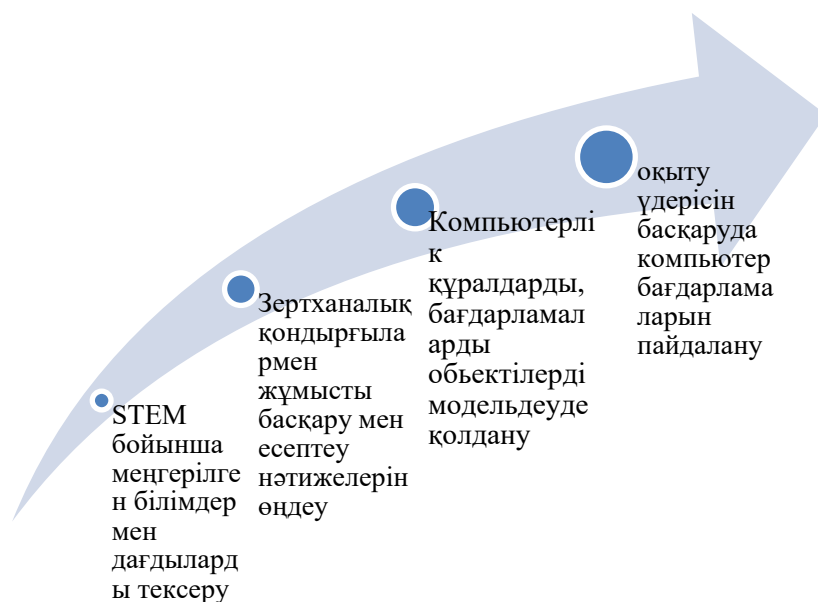 STEM
бойынша
меңгерілге
н білімдер
мен
дағдылард
ы тексеру
Зертханалық
қондырғыла
рмен
жұмысты
басқару мен
есептеу
нәтижелерін
өңдеу
Компьютерлі
к
құралдарды,
бағдарламал
арды
обьектілерді
модельдеуде
қолдану
оқыту
үдерісін
басқаруда
компьютер
бағдарлама
ларын
пайдалану